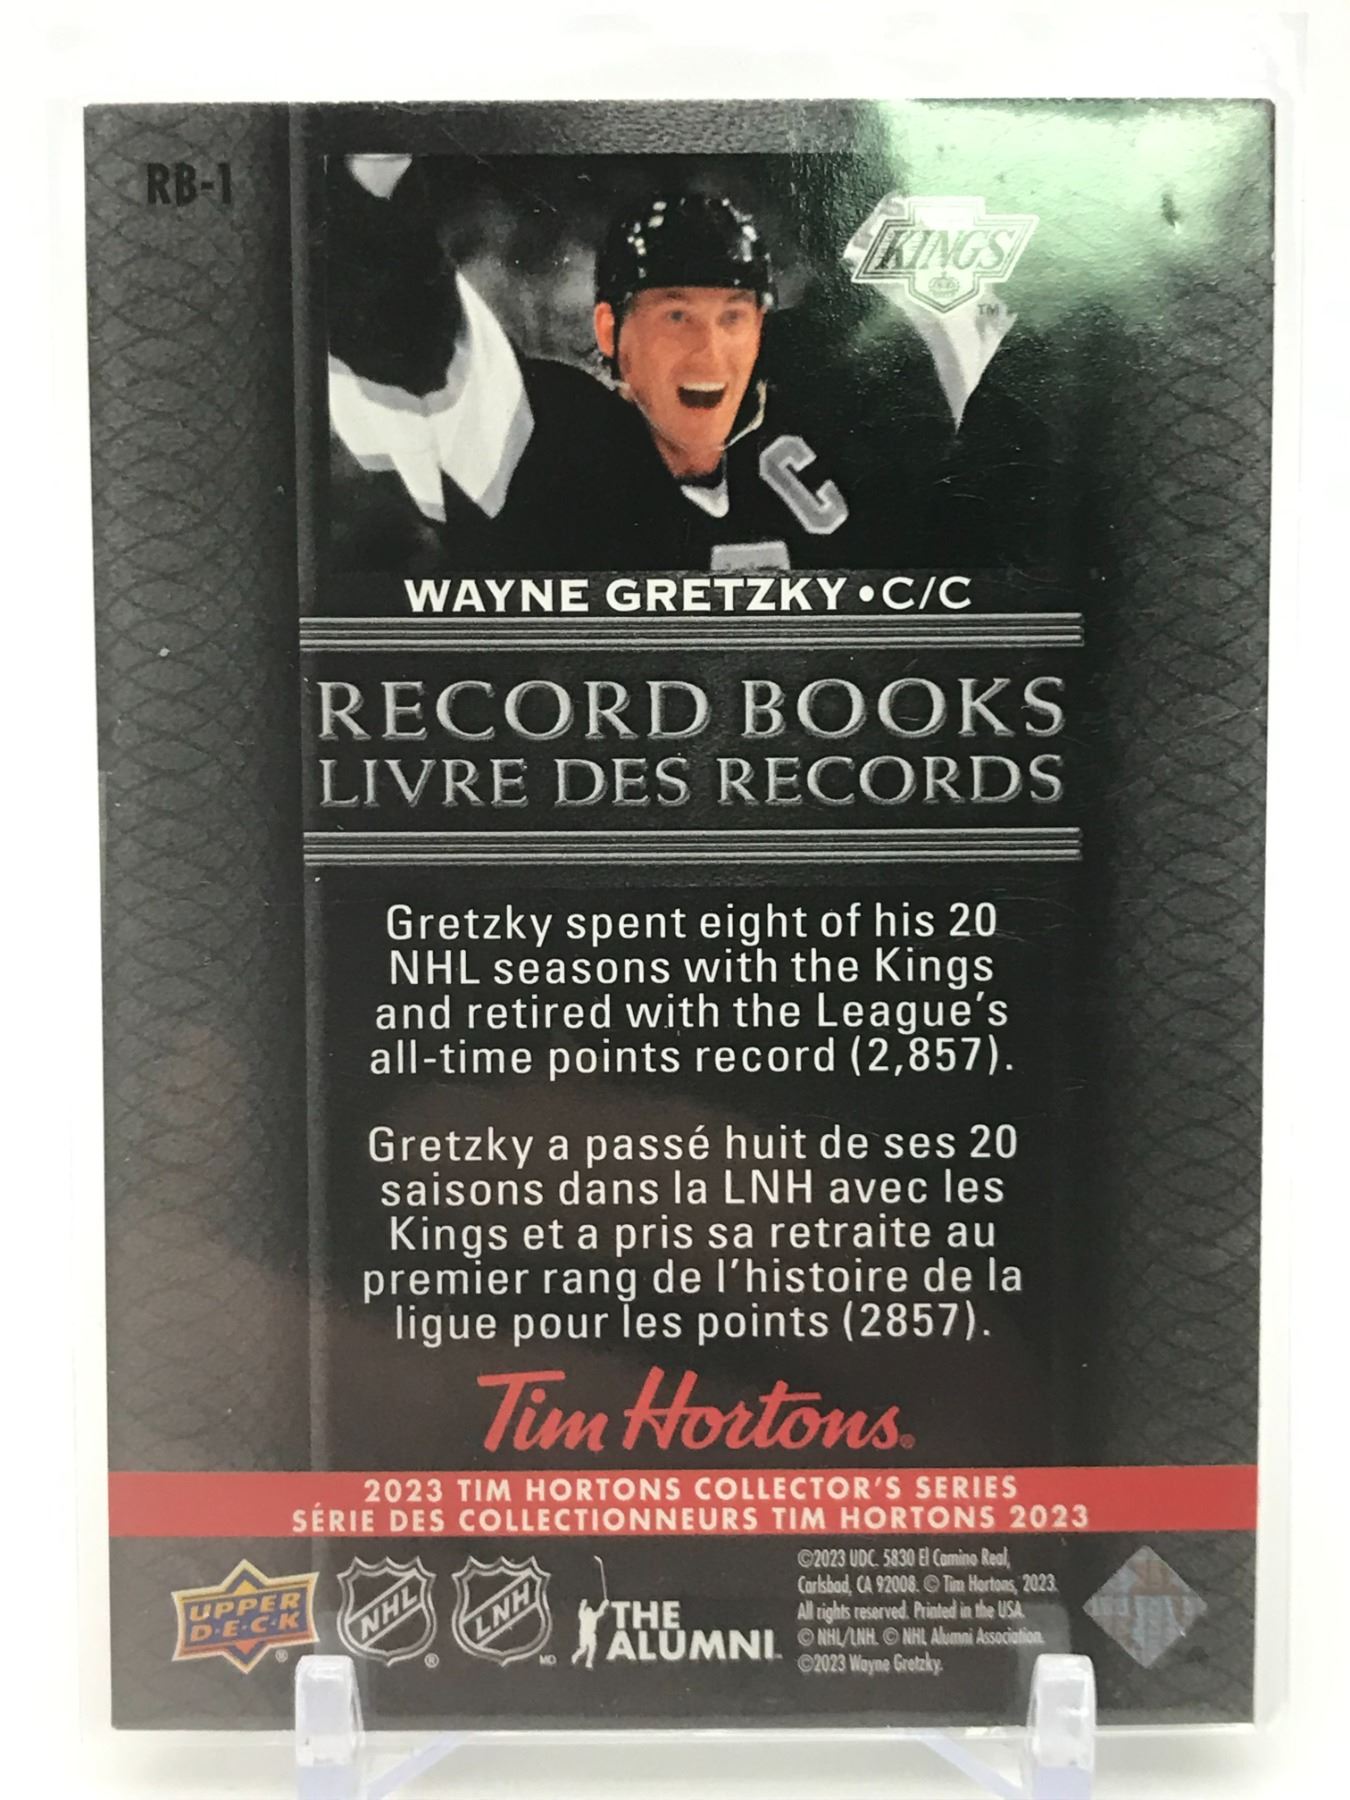 RB-1
KINGS
TM
C
WAYNE GRETZKY • C/C
RECORD BOOKS
LIVRE DES RECORDS
Gretzky spent eight of his 20
NHL seasons with the Kings
and retired with the League's
all-time points record (2,857).
Gretzky a passé huit de ses 20
saisons dans la LNH avec les
Kings et a pris sa retraite au
premier rang de l'histoire de la
ligue pour les points (2857).
Tim Hortons®
2023 TIM HORTONS COLLECTOR'S SERIES
SÉRIE DES COLLECTIONNEURS TIM HORTONS 2023
UPPER
D·E·C·K
®
NHL
®
LNH
MD
THE
ALUMNI
©2023 UDC. 5830 El Camino Real,
Carlsbad, CA 92008. © Tim Hortons, 2023.
All rights reserved. Printed in the USA.
© NHL/LNH. © NHL Alumni Association.
©2023 Wayne Gretzky.